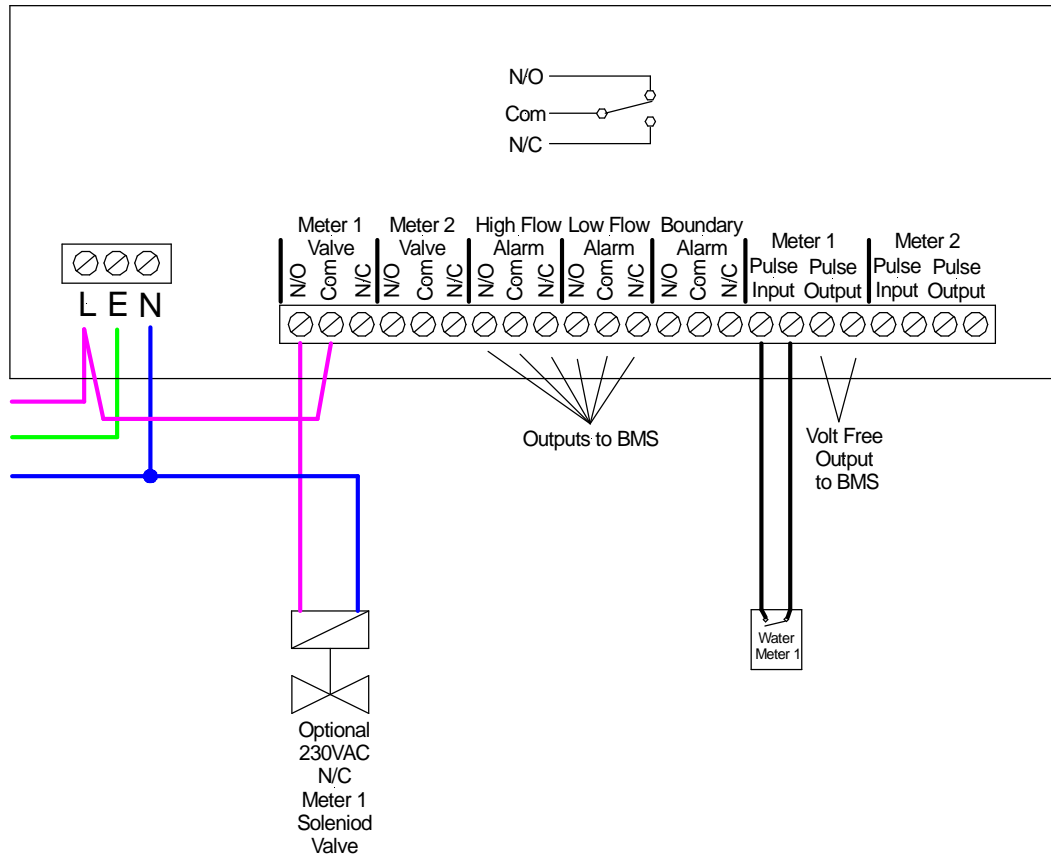 N/O
Com
N/C
Meter 1
Valve
Meter 2
Valve
High Flow
Alarm
Low Flow
Alarm
Boundary
Alarm
Meter 1
Meter 2
N/O
Com
N/C
N/O
Com
N/C
N/O
Com
N/C
N/O
Com
N/C
N/O
Com
N/C
Pulse
Input
Pulse
Output
Pulse
Input
Pulse
Output
L E N
Outputs to BMS
Volt Free
Output
to BMS
Water
Meter 1
Optional
230VAC
N/C
Meter 1
Soleniod
Valve